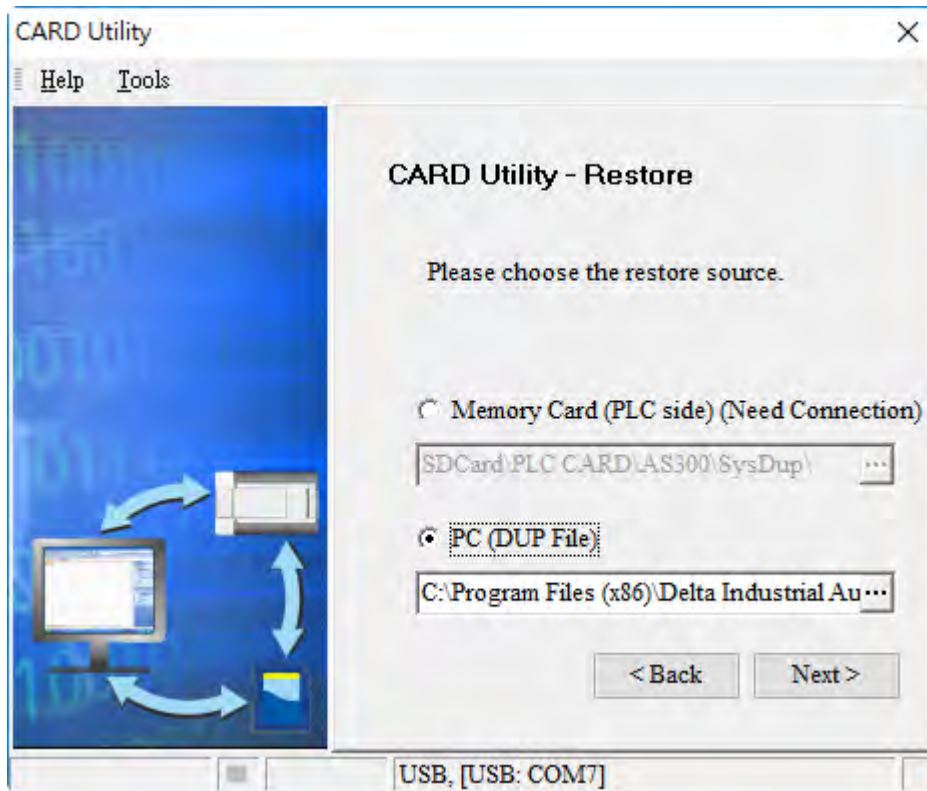 CARD Utility
Help Tools
CARD Utility - Restore
Please choose the restore source.
Memory Card (PLC side) (Need Connection)
SDCard\PLC CARD\AS300\SysDup\ ...
PC (DUP File)
C:\Program Files (x86)\Delta Industrial Au...
< Back Next >
USB, [USB: COM7]